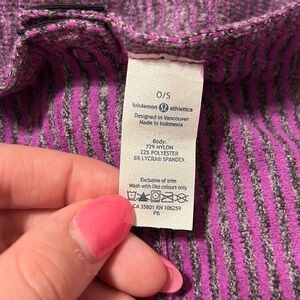 O/S
lululemon athletica
Designed in Vancouver
Made in Indonesia
Body:
72% NYLON
22% POLYESTER
6% LYCRA® SPANDEX
Exclusive of trim
Wash with like colours only
CA 35801 RN 106259
P6